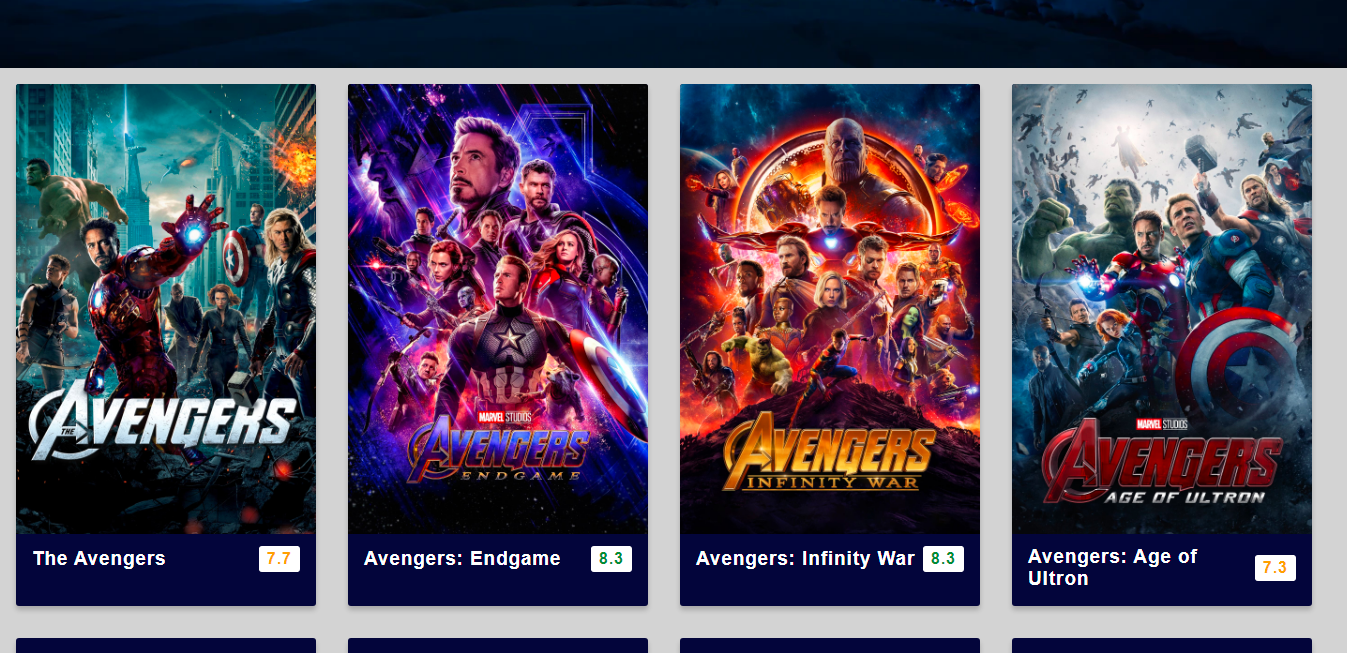 THE
AVENGERS
The Avengers
7.7
MARVEL STUDIOS
AVENGERS
ENDGAME
Avengers: Endgame
8.3
AVENGERS
INFINITY WAR
Avengers: Infinity War
8.3
MARVEL STUDIOS
AVENGERS
AGE OF ULTRON
Avengers: Age of
Ultron
7.3